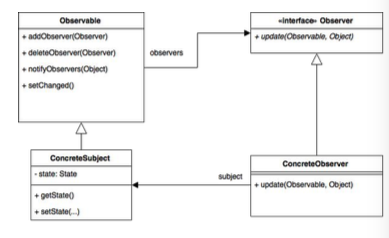 Observable
+ addObserver(Observer)
+ deleteObserver(Observer)
+ notifyObservers(Object)
+ setChanged()
observers
«interface» Observer
+ update(Observable, Object)
ConcreteSubject
- state: State
+ getState()
+ setState(...)
subject
ConcreteObserver
+ update(Observable, Object)